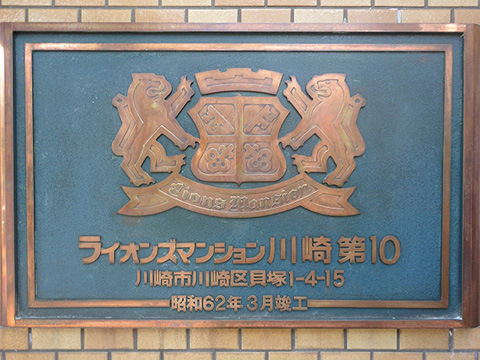 Lions Mansion
ライオンズマンション川崎第10
川崎市川崎区貝塚1-4-15
昭和62年3月竣工